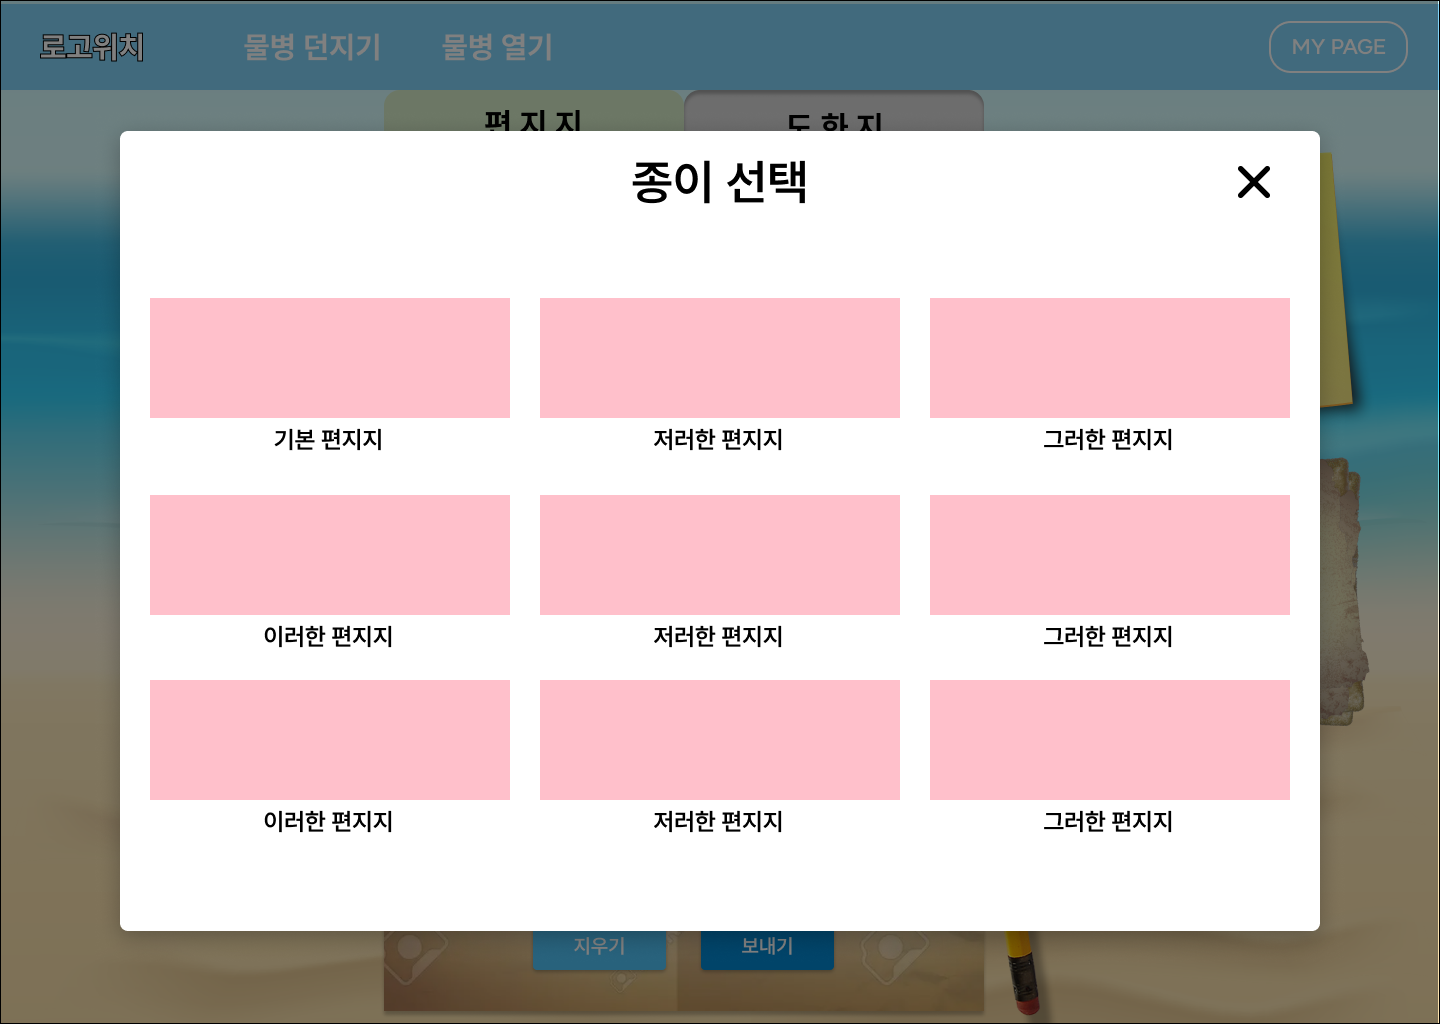 로고위치 물병 던지기 물병 열기 MY PAGE
편 지 지 도 화 지
종이 선택
기본 편지지 저러한 편지지 그러한 편지지
이러한 편지지 저러한 편지지 그러한 편지지
이러한 편지지 저러한 편지지 그러한 편지지
지우기 보내기